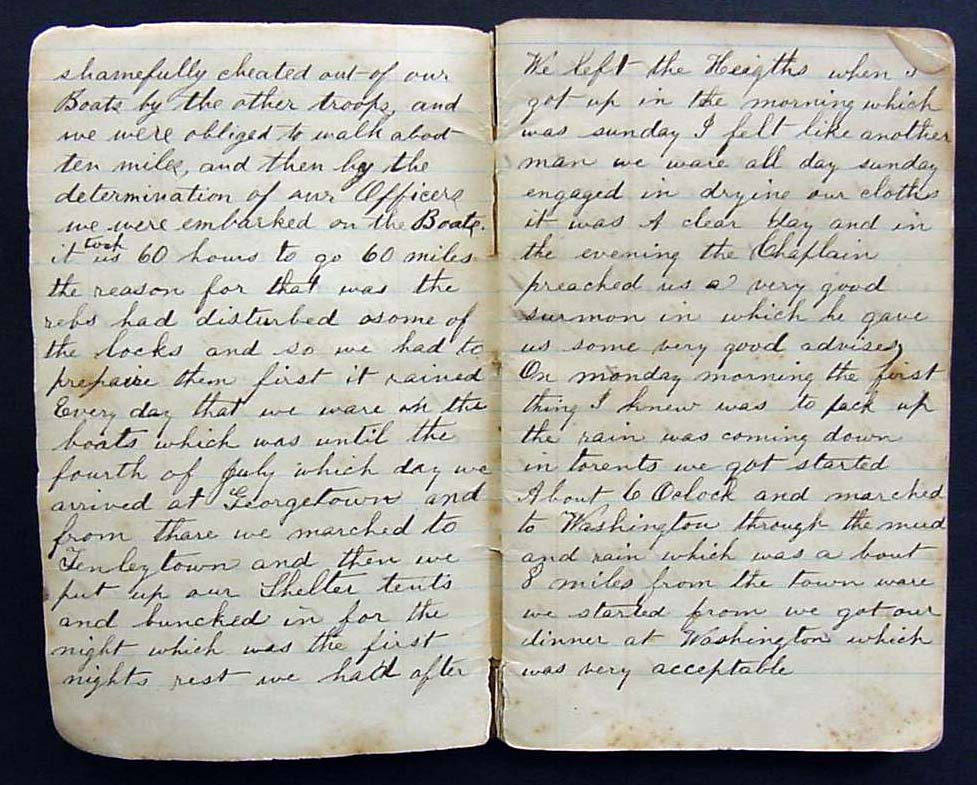 shamefully cheated out of our
Boats by the other troops, and
we were obliged to walk about
ten miles, and then by the
determination of our Officers
we were embarked on the Boats.
it took us 60 hours to go 60 miles
the reason for that was the
rebs had disturbed some of
the locks and so we had to
prepaire them first it rained
Every day that we ware on the
boats which was until the
fourth of July which day we
arrived at Georgetown and
from thare we marched to
Tenleytown and then we
put up our Shelter tents
and buncked in for the
night which was the first
nights rest we had after
We left the Heigths when I
got up in the morning which
was sunday I felt like another
man we ware all day sunday
engaged in drying our cloths
it was A clear day and in
the evening the Chaplain
preached us a very good
surmon in which he gave
us some very good advises,
On monday morning the first
thing I knew was to pack up
the rain was coming down
in torents we got started
About 6 Oclock and marched
to Washington through the mud
and rain which was a bout
8 miles from the town ware
we started from we got our
dinner at Washington which
was very acceptable